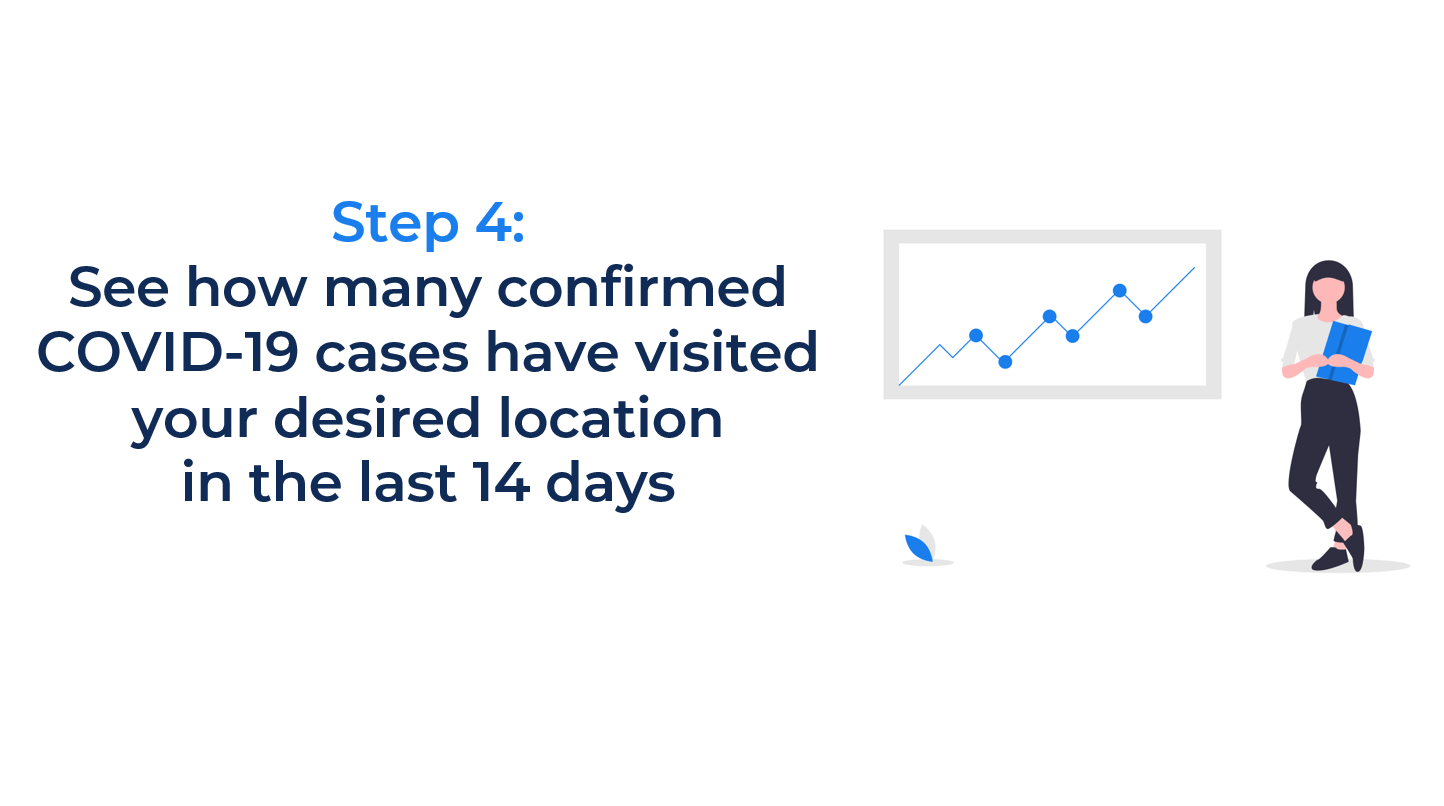 Step 4:
See how many confirmed
COVID-19 cases have visited
your desired location
in the last 14 days